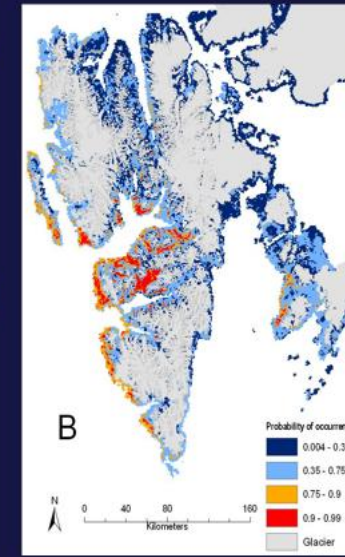 B
Probability of occurren
0.004 - 0.3
0.35 - 0.75
0.75 - 0.9
0.9 - 0.99
Glacier
N
0 40 80 160
Kilometers